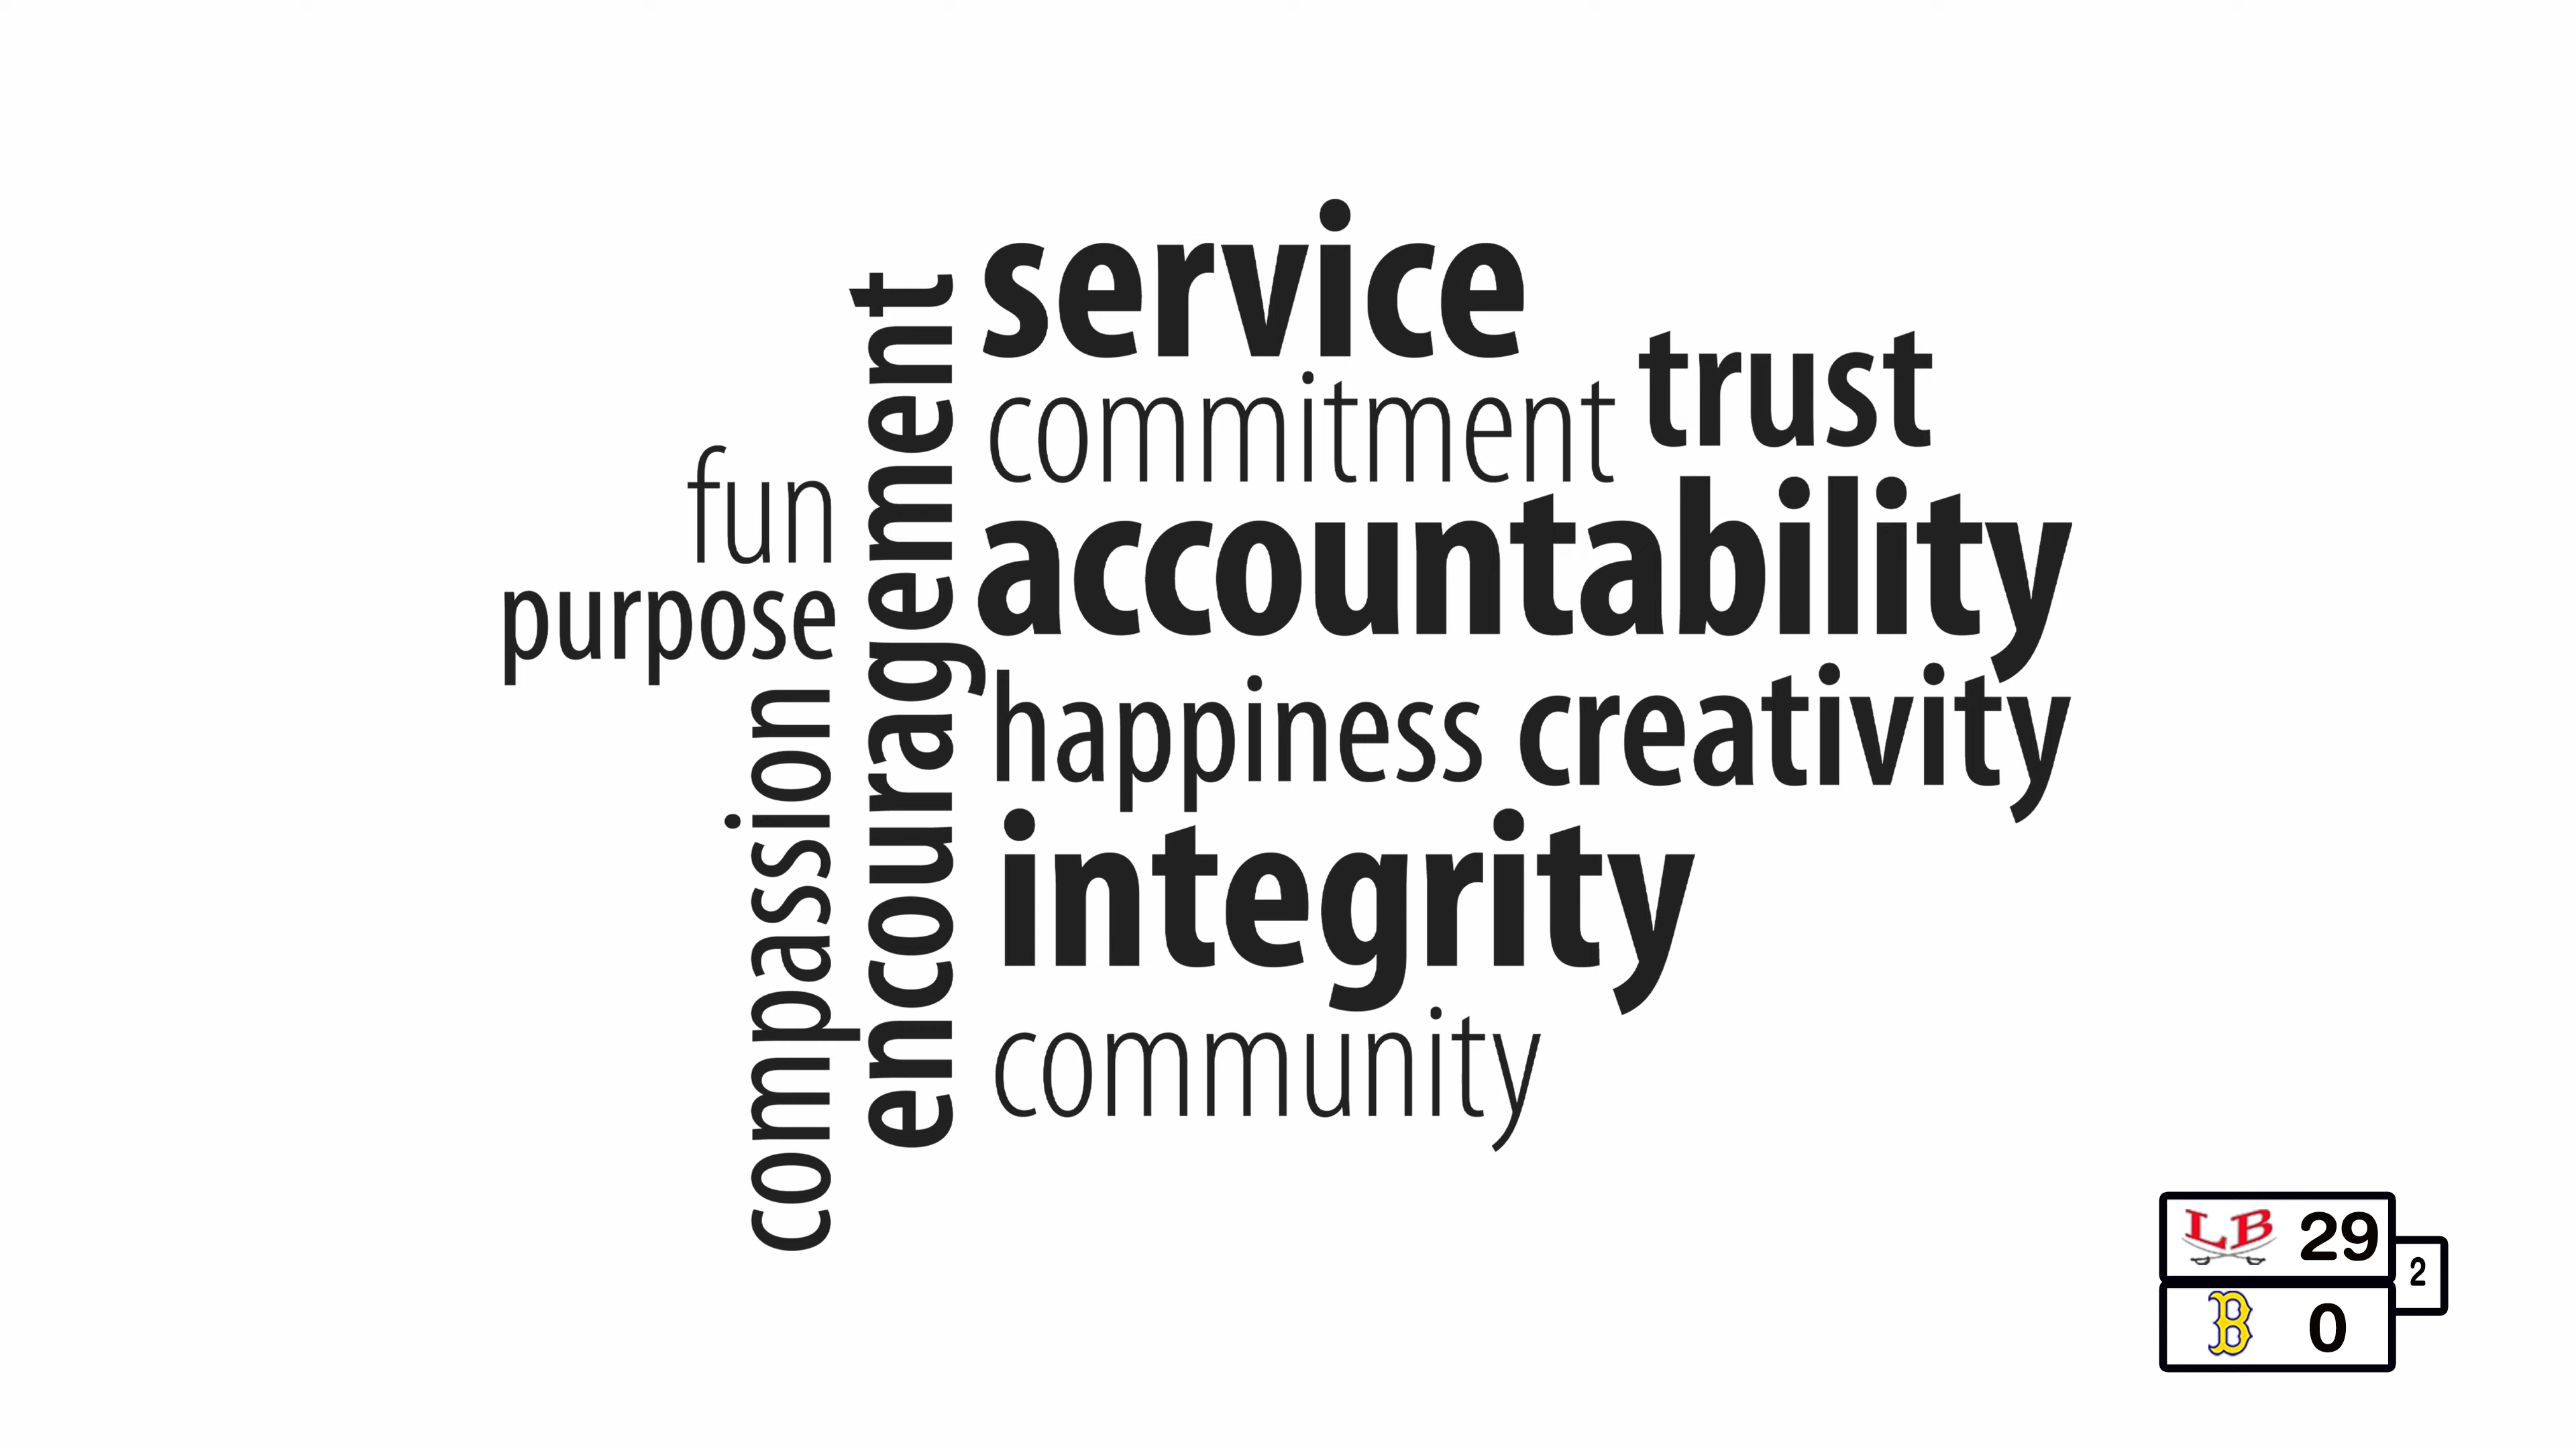 service
trust
commitment
fun
encouragement
accountability
purpose
happiness
creativity
compassion
integrity
community
LB 29
2
B 0